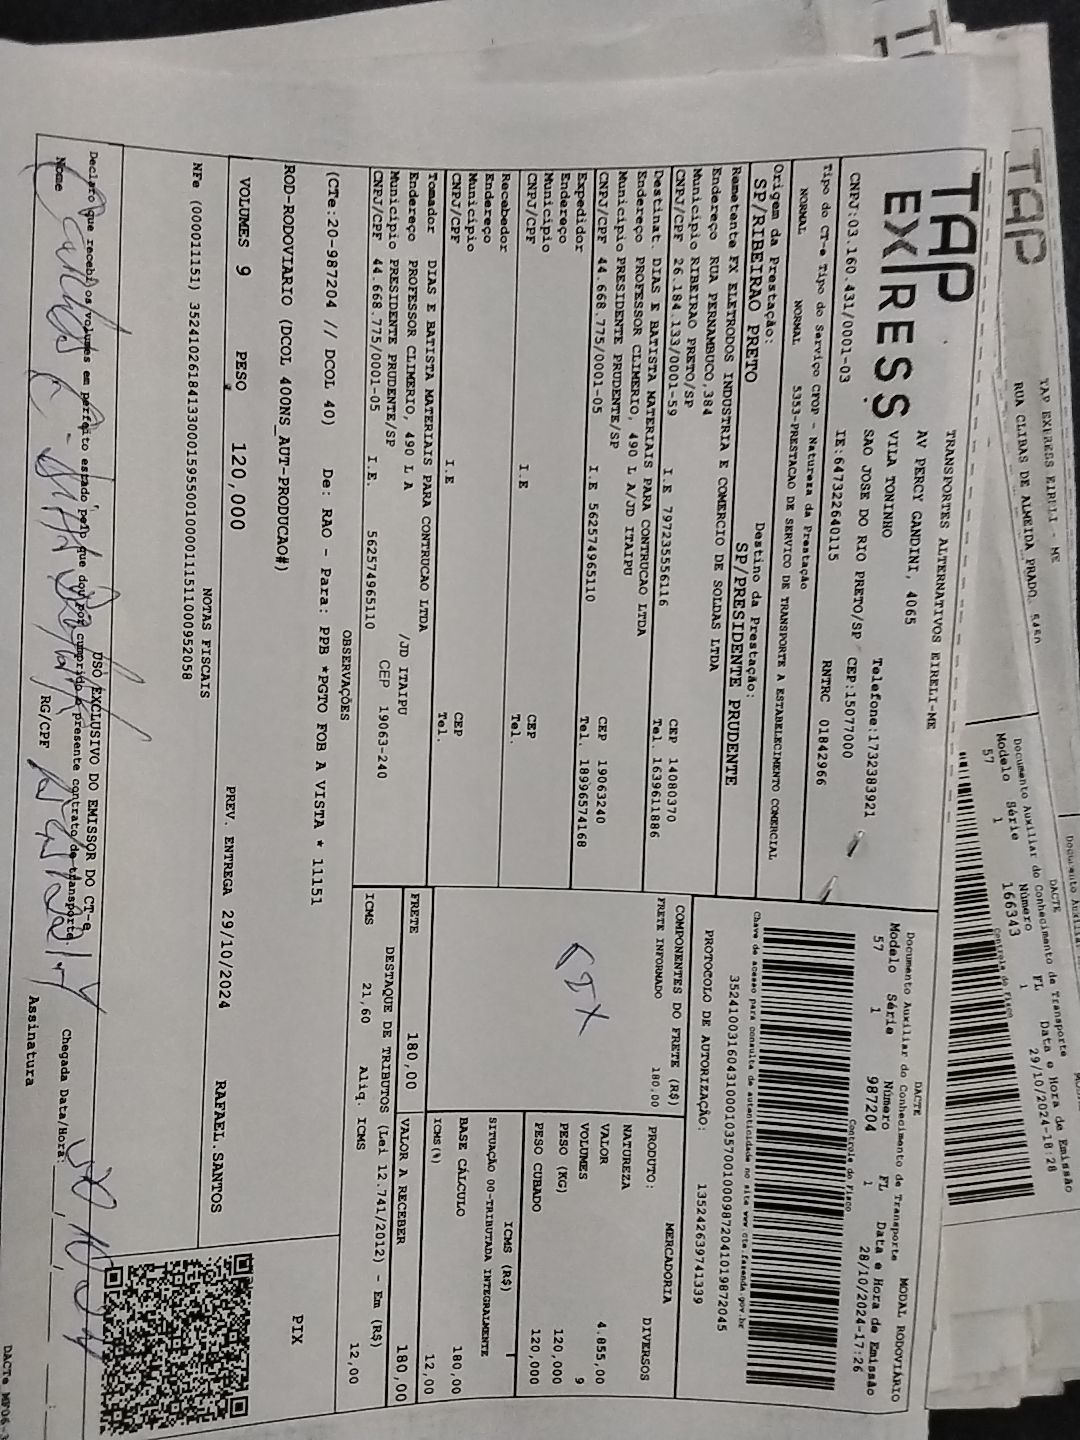 TAP
EXPRESS
TRANSPORTES ALTERNATIVOS EIRELI-ME
AV PERCY GANDINI, 4065
VILA TONINHO
SAO JOSE DO RIO PRETO/SP
Telefone:1732383921
CEP:15077000
CNPJ:03.160.431/0001-03
IE:647322640115
RNTRC 01842966
DACTE
MODAL RODOVIÁRIO
Documento Auxiliar do Conhecimento de Transporte
Modelo Série Número FL Data e Hora de Emissão
57 1 987204 1 28/10/2024-17:26
Controle do Fisco
Tipo do CT-e Tipo do Serviço CFOP - Natureza da Prestação
NORMAL NORMAL 5353-PRESTACAO DE SERVICO DE TRANSPORTE A ESTABELECIMENTO COMERCIAL
Chave de acesso para consulta de autenticidade no site www.cte.fazenda.gov.br
35241003160431000103570010009872041019872045
PROTOCOLO DE AUTORIZAÇÃO: 135242639741339
Origem da Prestação: Destino da Prestação:
SP/RIBEIRAO PRETO SP/PRESIDENTE PRUDENTE
Remetente FX ELETRODOS INDUSTRIA E COMERCIO DE SOLDAS LTDA
Endereço RUA PERNAMBUCO,384
Município RIBEIRAO PRETO/SP CEP 14080370
CNPJ/CPF 26.184.133/0001-59 I.E 797235556116 Tel. 1639611886
Destinat. DIAS E BATISTA MATERIAIS PARA CONTRUCAO LTDA
Endereço PROFESSOR CLIMERIO, 490 L A/JD ITAIPU
Município PRESIDENTE PRUDENTE/SP CEP 19063240
CNPJ/CPF 44.668.775/0001-05 I.E 562574965110 Tel. 18996574168
Expedidor
Endereço
Município CEP
CNPJ/CPF I.E Tel.
Recebedor
Endereço
Município CEP
CNPJ/CPF I.E Tel.
Tomador DIAS E BATISTA MATERIAIS PARA CONTRUCAO LTDA
Endereço PROFESSOR CLIMERIO, 490 L A /JD ITAIPU
Município PRESIDENTE PRUDENTE/SP CEP 19063-240
CNPJ/CPF 44.668.775/0001-05 I.E. 562574965110
COMPONENTES DO FRETE (R$)
FRETE INFORMADO 180,00
MERCADORIA
PRODUTO: DIVERSOS
NATUREZA
VALOR 4.855,00
VOLUMES 9
PESO (KG) 120,000
PESO CUBADO 120,000
ICMS (R$)
SITUAÇÃO 00-TRIBUTADA INTEGRALMENTE
BASE CÁLCULO 180,00
ICMS(%) 12,00
FRETE 180,00 VALOR A RECEBER 180,00
DESTAQUE DE TRIBUTOS (Lei 12.741/2012) - Em (R$)
ICMS 21,60 Aliq. ICMS 12,00
OBSERVAÇÕES
(CTe:20-987204 // DCOL 40) De: RAO - Para: PPB *PGTO FOB A VISTA * 11151
ROD-RODOVIARIO (DCOL 400NS_AUT-PRODUCAO#)
VOLUMES 9 PESO 120,000 PREV. ENTREGA 29/10/2024 RAFAEL.SANTOS
PIX
NOTAS FISCAIS
NFe (000011151) 35241026184133000159550010000111511000952058
USO EXCLUSIVO DO EMISSOR DO CT-e
Declaro que recebi os volumes em perfeito estado pelo que dou por cumprido o presente contrato de transporte.
Nome RG/CPF Assinatura
Chegada Data/Hora:
DACTe MP06-3
TAP
TAP EXPRESS EIRELI - ME
RUA CLIBAS DE ALMEIDA PRADO,
DACTE
Documento Auxiliar do Conhecimento de Transporte
Modelo Série Número FL Data e Hora de Emissão
57 1 166343 1 29/10/2024-18:28
Controle do Fisco